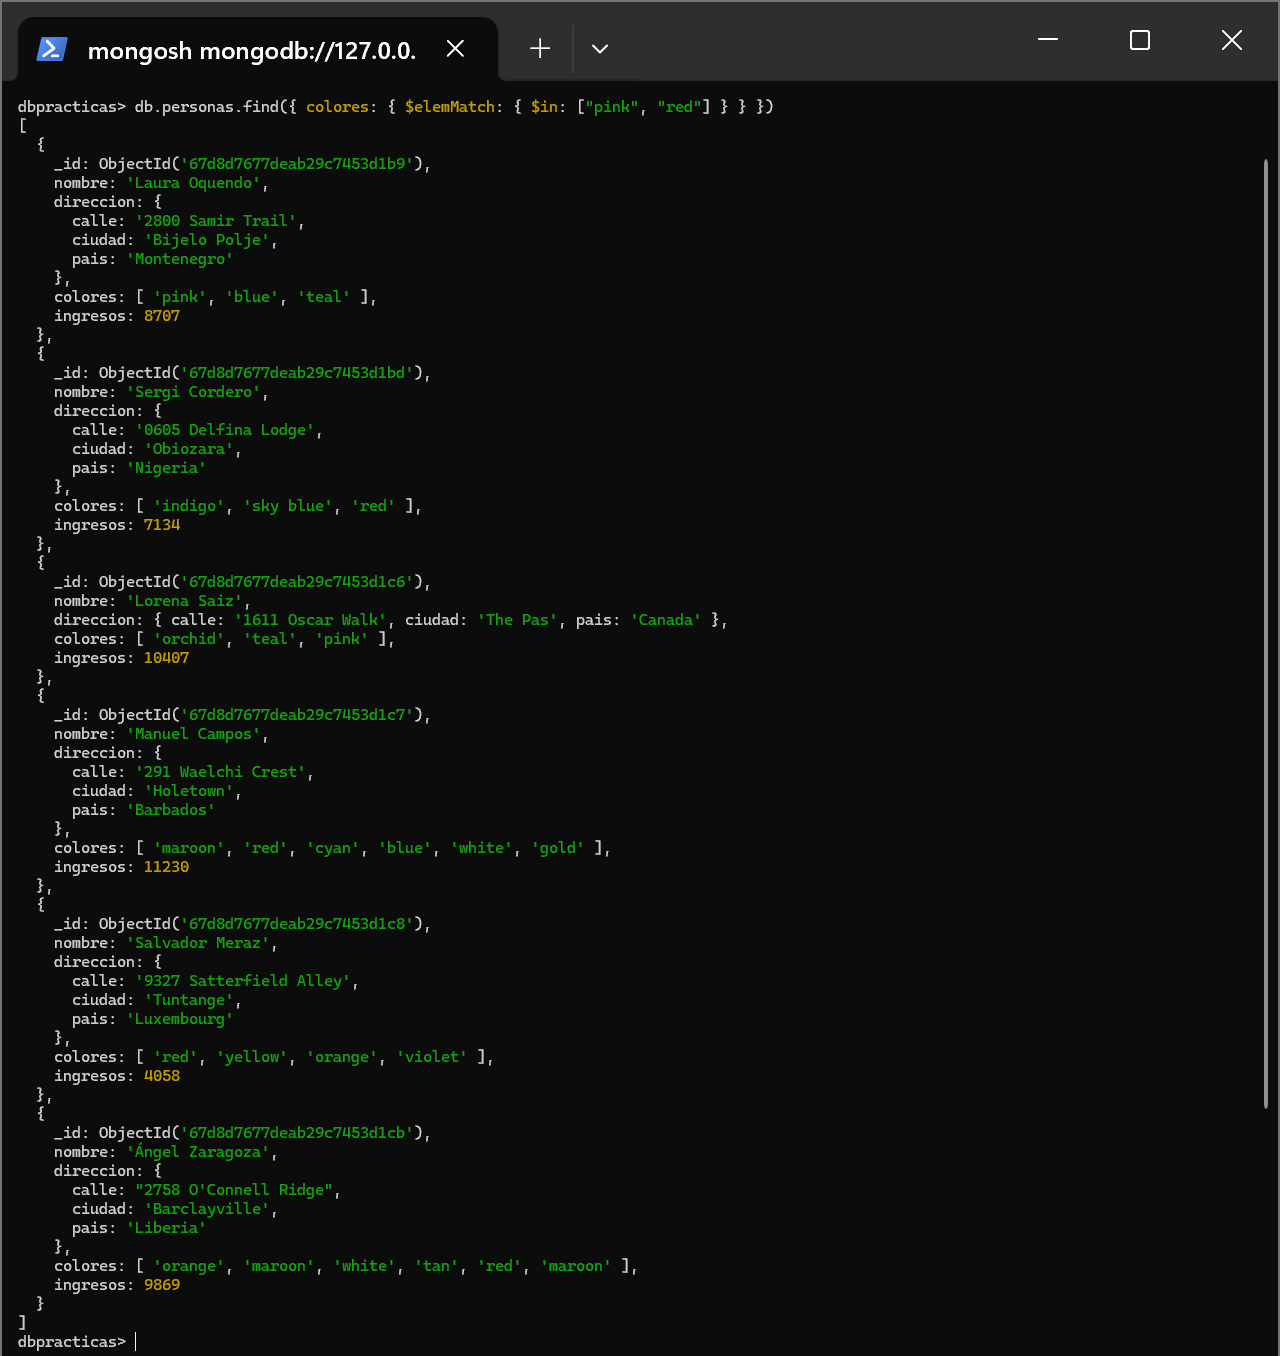 mongosh mongodb://127.0.0.
dbpracticas> db.personas.find({ colores: { $elemMatch: { $in: ["pink", "red"] } } })
[
  {
    _id: ObjectId('67d8d7677deab29c7453d1b9'),
    nombre: 'Laura Oquendo',
    direccion: {
      calle: '2800 Samir Trail',
      ciudad: 'Bijelo Polje',
      pais: 'Montenegro'
    },
    colores: [ 'pink', 'blue', 'teal' ],
    ingresos: 8707
  },
  {
    _id: ObjectId('67d8d7677deab29c7453d1bd'),
    nombre: 'Sergi Cordero',
    direccion: {
      calle: '0605 Delfina Lodge',
      ciudad: 'Obiozara',
      pais: 'Nigeria'
    },
    colores: [ 'indigo', 'sky blue', 'red' ],
    ingresos: 7134
  },
  {
    _id: ObjectId('67d8d7677deab29c7453d1c6'),
    nombre: 'Lorena Saiz',
    direccion: { calle: '1611 Oscar Walk', ciudad: 'The Pas', pais: 'Canada' },
    colores: [ 'orchid', 'teal', 'pink' ],
    ingresos: 10407
  },
  {
    _id: ObjectId('67d8d7677deab29c7453d1c7'),
    nombre: 'Manuel Campos',
    direccion: {
      calle: '291 Waelchi Crest',
      ciudad: 'Holetown',
      pais: 'Barbados'
    },
    colores: [ 'maroon', 'red', 'cyan', 'blue', 'white', 'gold' ],
    ingresos: 11230
  },
  {
    _id: ObjectId('67d8d7677deab29c7453d1c8'),
    nombre: 'Salvador Meraz',
    direccion: {
      calle: '9327 Satterfield Alley',
      ciudad: 'Tuntange',
      pais: 'Luxembourg'
    },
    colores: [ 'red', 'yellow', 'orange', 'violet' ],
    ingresos: 4058
  },
  {
    _id: ObjectId('67d8d7677deab29c7453d1cb'),
    nombre: 'Ángel Zaragoza',
    direccion: {
      calle: "2758 O'Connell Ridge",
      ciudad: 'Barclayville',
      pais: 'Liberia'
    },
    colores: [ 'orange', 'maroon', 'white', 'tan', 'red', 'maroon' ],
    ingresos: 9869
  }
]
dbpracticas>